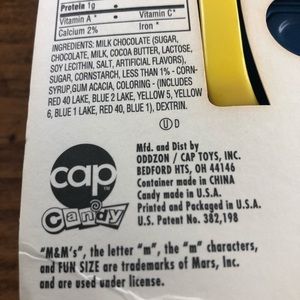 Protein 1g
Vitamin A * Vitamin C*
Calcium 2% Iron *
INGREDIENTS: MILK CHOCOLATE (SUGAR,
CHOCOLATE, MILK, COCOA BUTTER, LACTOSE,
SOY LECITHIN, SALT, ARTIFICIAL FLAVORS),
SUGAR, CORNSTARCH, LESS THAN 1% - CORN-
SYRUP, GUM ACACIA, COLORING - (INCLUDES
RED 40 LAKE, BLUE 2 LAKE, YELLOW 5, YELLOW
6, BLUE 1 LAKE, RED 40, BLUE 1), DEXTRIN.
U D
Mfd. and Dist by
ODDZON / CAP TOYS, INC.
BEDFORD HTS, OH 44146
Container made in CHINA
Candy made in U.S.A.
Printed and Packaged in U.S.A.
U.S. Patent No. 382,198
cap
Candy
"M&M's", the letter "m", the "m" characters,
and FUN SIZE are trademarks of Mars, Inc.
and are used under license.